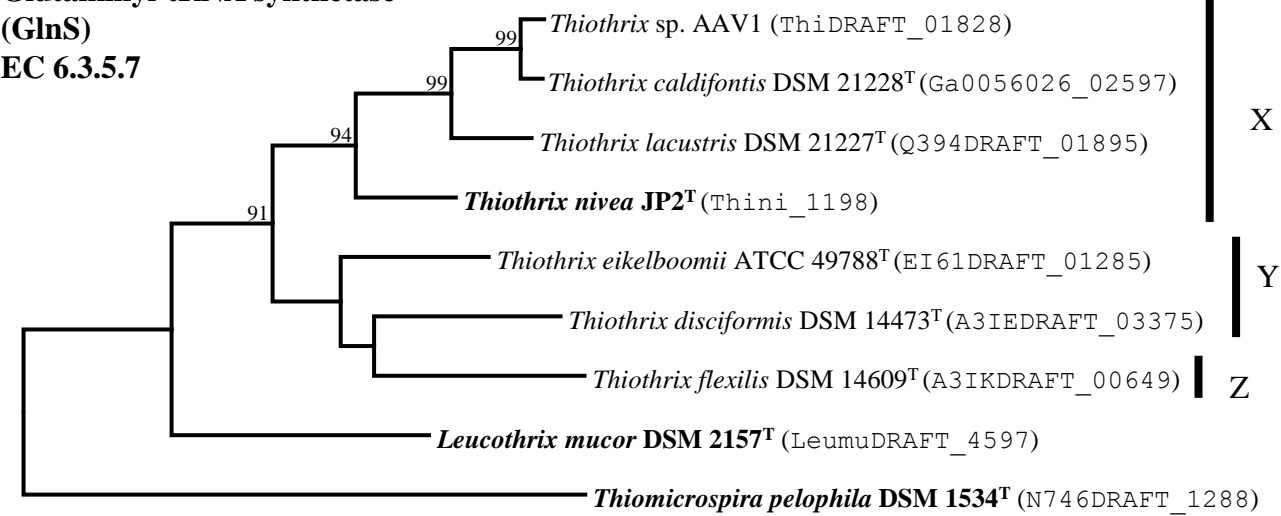 (GlnS)
EC 6.3.5.7
99
Thiothrix sp. AAV1 (ThiDRAFT_01828)
99
Thiothrix caldifontis DSM 21228ᵀ (Ga0056026_02597)
X
94
Thiothrix lacustris DSM 21227ᵀ (Q394DRAFT_01895)
Thiothrix nivea JP2ᵀ (Thini_1198)
91
Thiothrix eikelboomii ATCC 49788ᵀ (EI61DRAFT_01285)
Y
Thiothrix disciformis DSM 14473ᵀ (A3IEDRAFT_03375)
Thiothrix flexilis DSM 14609ᵀ (A3IKDRAFT_00649)
Z
Leucothrix mucor DSM 2157ᵀ (LeumuDRAFT_4597)
Thiomicrospira pelophila DSM 1534ᵀ (N746DRAFT_1288)